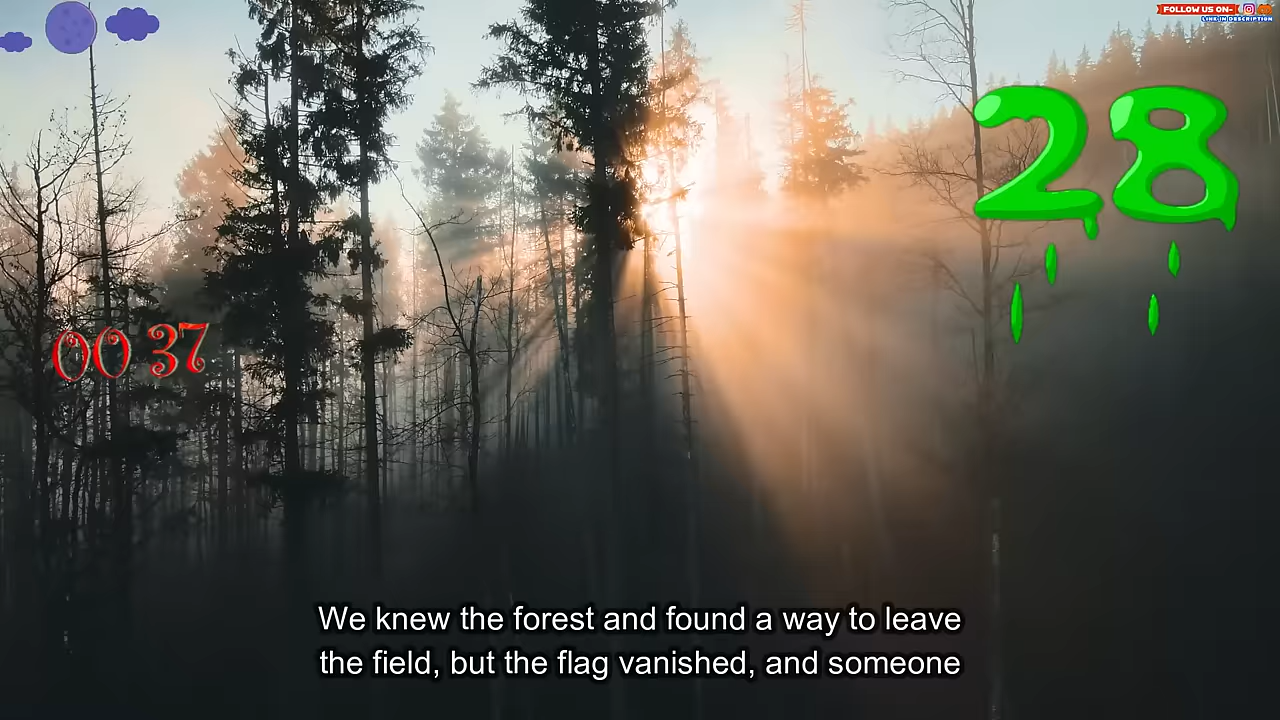 FOLLOW US ON-
LINK IN DESCRIPTION
28
00 37
We knew the forest and found a way to leave
the field, but the flag vanished, and someone